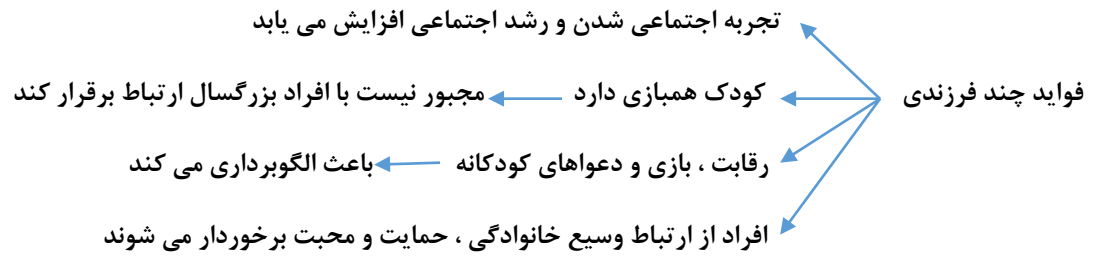 تجربه اجتماعی شدن و رشد اجتماعی افزایش می یابد
فواید چند فرزندی کودک همبازی دارد مجبور نیست با افراد بزرگسال ارتباط برقرار کند
رقابت ، بازی و دعواهای کودکانه باعث الگوبرداری می کند
افراد از ارتباط وسیع خانوادگی ، حمایت و محبت برخوردار می شوند